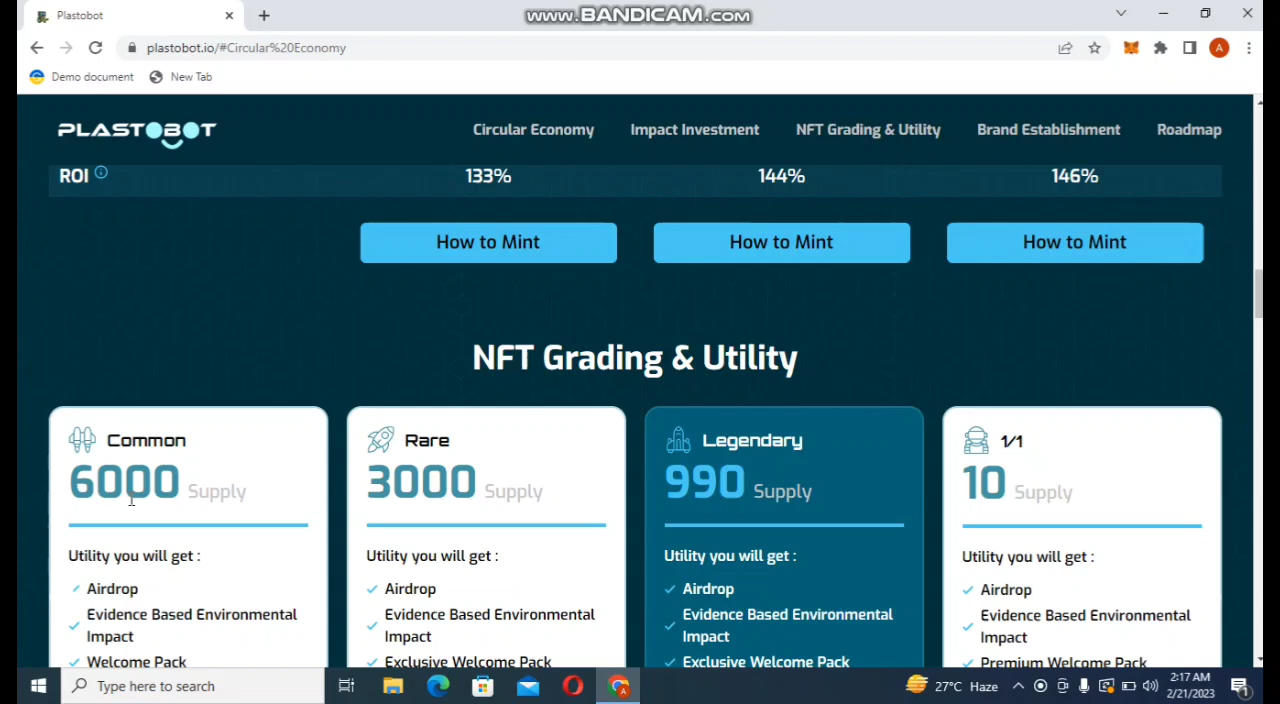 Plastobot
www.BANDICAM.com
plastobot.io/#Circular%20Economy
A
Demo document
New Tab
PLASTOBOT
Circular Economy
Impact Investment
NFT Grading & Utility
Brand Establishment
Roadmap
ROI
133%
144%
146%
How to Mint
How to Mint
How to Mint
NFT Grading & Utility
Common
6000 Supply
Utility you will get :
Airdrop
Evidence Based Environmental
Impact
Welcome Pack
Rare
3000 Supply
Utility you will get :
Airdrop
Evidence Based Environmental
Impact
Exclusive Welcome Pack
Legendary
990 Supply
Utility you will get :
Airdrop
Evidence Based Environmental
Impact
Exclusive Welcome Pack
1/1
10 Supply
Utility you will get :
Airdrop
Evidence Based Environmental
Impact
Premium Welcome Pack
Type here to search
27°C Haze
2:17 AM
2/21/2023
1